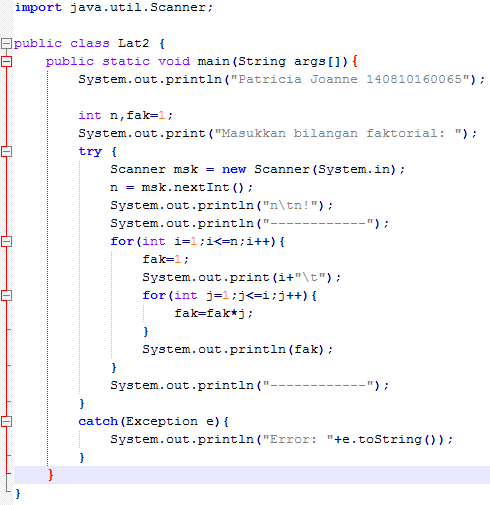 import java.util.Scanner;
public class Lat2 {
    public static void main(String args[]){
        System.out.println("Patricia Joanne 140810160065");
        int n,fak=1;
        System.out.print("Masukkan bilangan faktorial: ");
        try {
            Scanner msk = new Scanner(System.in);
            n = msk.nextInt();
            System.out.println("n\tn!");
            System.out.println("------------");
            for(int i=1;i<=n;i++){
                fak=1;
                System.out.print(i+"\t");
                for(int j=1;j<=i;j++){
                    fak=fak*j;
                }
                System.out.println(fak);
            }
            System.out.println("------------");
        }
        catch(Exception e){
            System.out.println("Error: "+e.toString());
        }
    }
}